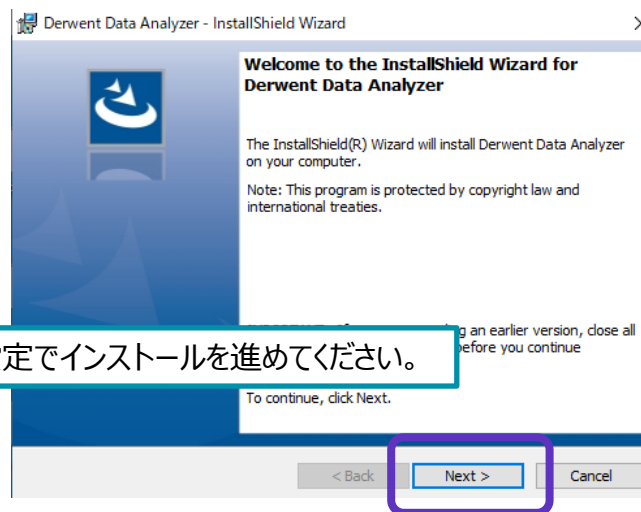 Derwent Data Analyzer - InstallShield Wizard
Welcome to the InstallShield Wizard for
Derwent Data Analyzer
The InstallShield(R) Wizard will install Derwent Data Analyzer
on your computer.
Note: This program is protected by copyright law and
international treaties.
an earlier version, close all
定でインストールを進めてください。
before you continue
To continue, click Next.
< Back
Next >
Cancel